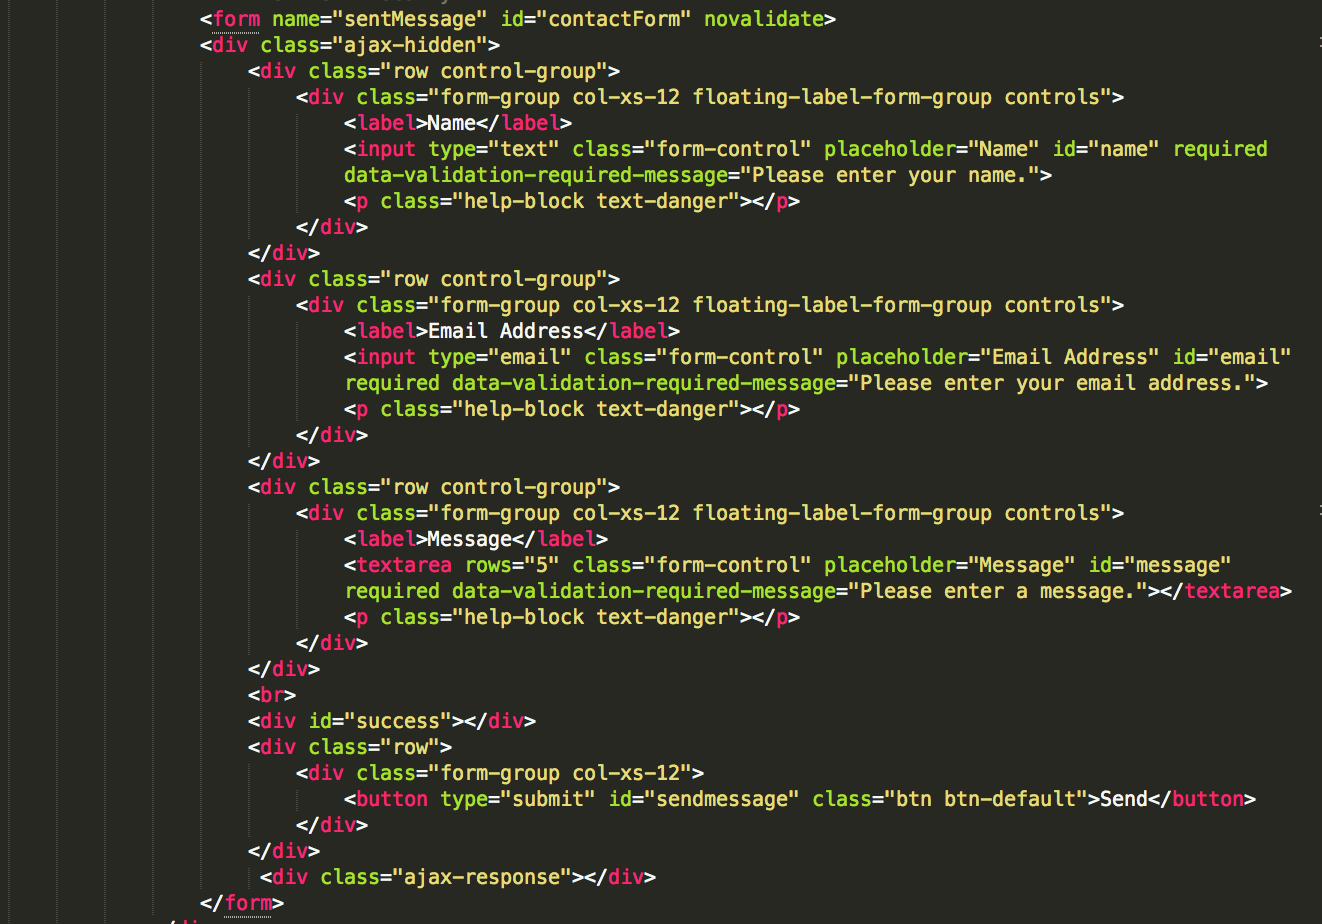 <form name="sentMessage" id="contactForm" novalidate>
<div class="ajax-hidden">
<div class="row control-group">
<div class="form-group col-xs-12 floating-label-form-group controls">
<label>Name</label>
<input type="text" class="form-control" placeholder="Name" id="name" required
data-validation-required-message="Please enter your name.">
<p class="help-block text-danger"></p>
</div>
</div>
<div class="row control-group">
<div class="form-group col-xs-12 floating-label-form-group controls">
<label>Email Address</label>
<input type="email" class="form-control" placeholder="Email Address" id="email"
required data-validation-required-message="Please enter your email address.">
<p class="help-block text-danger"></p>
</div>
</div>
<div class="row control-group">
<div class="form-group col-xs-12 floating-label-form-group controls">
<label>Message</label>
<textarea rows="5" class="form-control" placeholder="Message" id="message"
required data-validation-required-message="Please enter a message."></textarea>
<p class="help-block text-danger"></p>
</div>
</div>
<br>
<div id="success"></div>
<div class="row">
<div class="form-group col-xs-12">
<button type="submit" id="sendmessage" class="btn btn-default">Send</button>
</div>
</div>
<div class="ajax-response"></div>
</form>